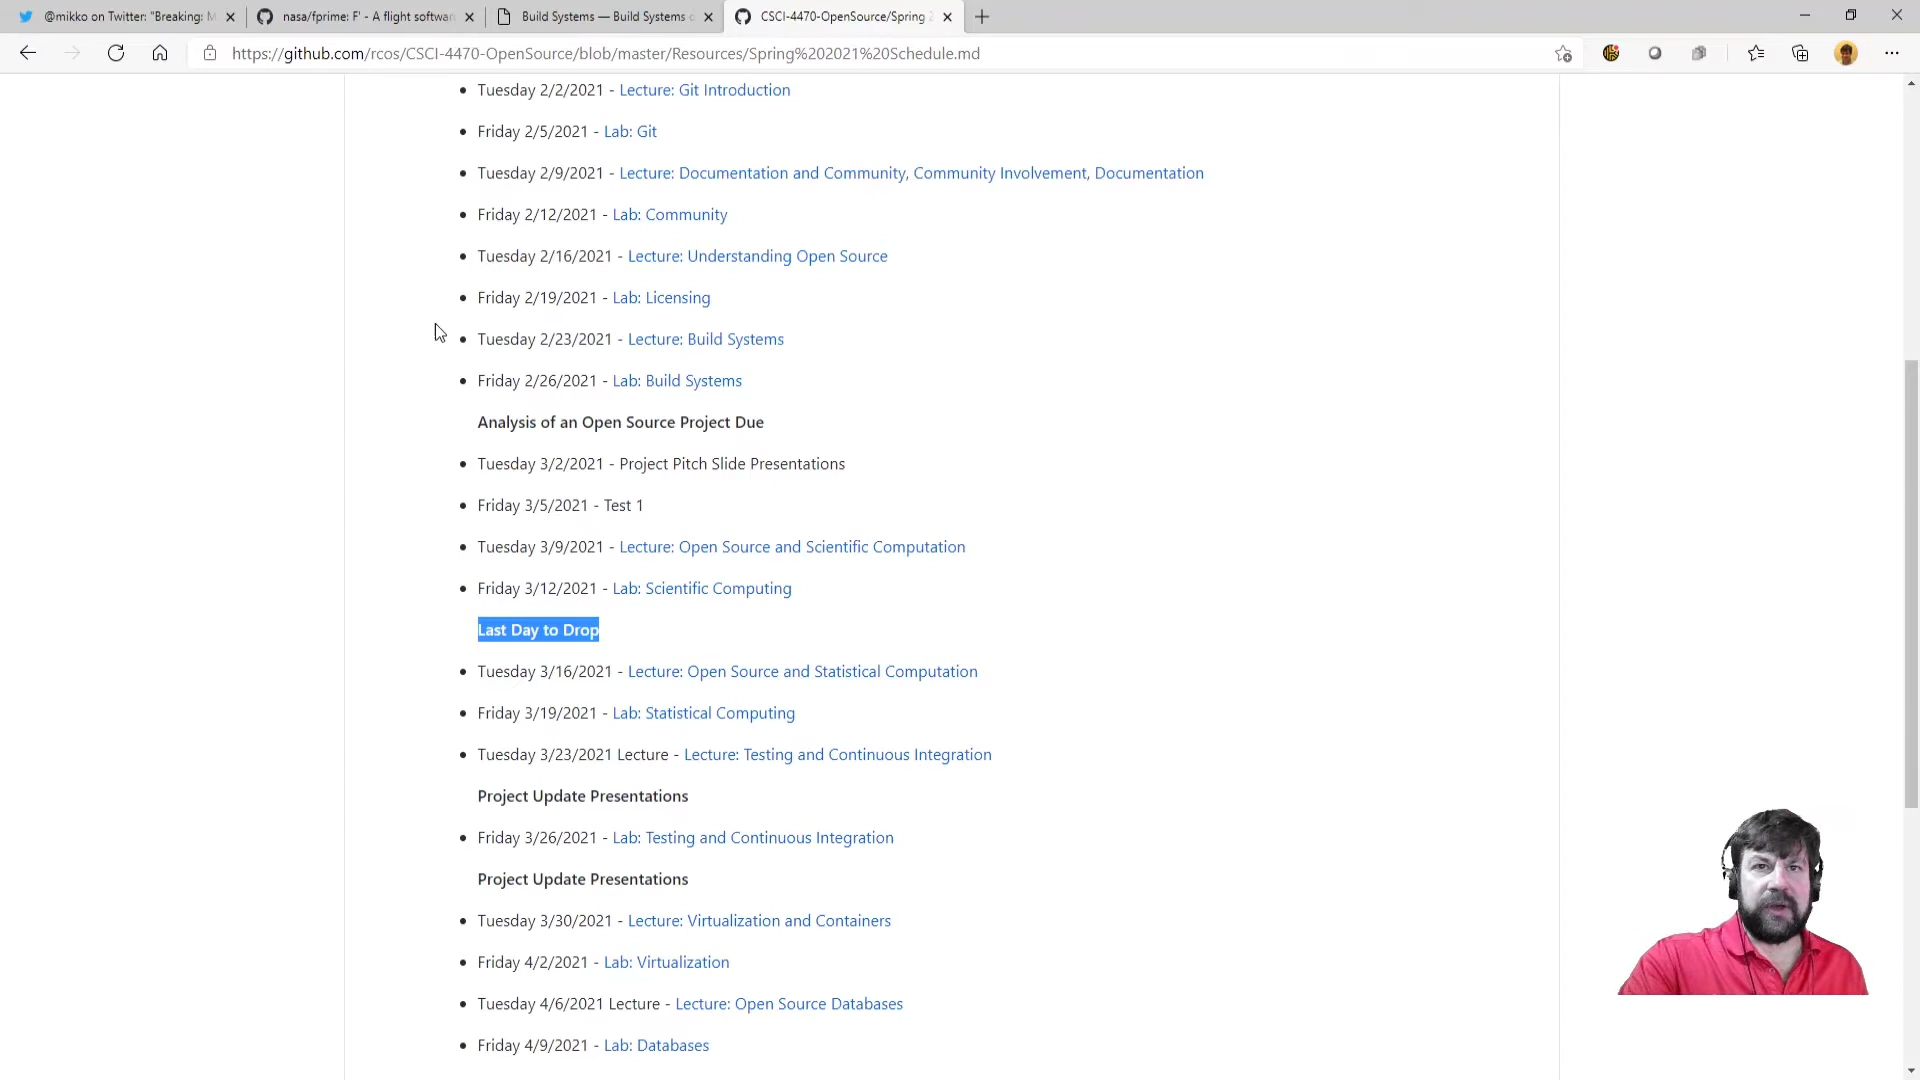 @mikko on Twitter: "Breaking: M
nasa/fprime: F' - A flight softwar
Build Systems — Build Systems c
CSCI-4470-OpenSource/Spring 2
https://github.com/rcos/CSCI-4470-OpenSource/blob/master/Resources/Spring%202021%20Schedule.md
• Tuesday 2/2/2021 - Lecture: Git Introduction
• Friday 2/5/2021 - Lab: Git
• Tuesday 2/9/2021 - Lecture: Documentation and Community, Community Involvement, Documentation
• Friday 2/12/2021 - Lab: Community
• Tuesday 2/16/2021 - Lecture: Understanding Open Source
• Friday 2/19/2021 - Lab: Licensing
• Tuesday 2/23/2021 - Lecture: Build Systems
• Friday 2/26/2021 - Lab: Build Systems
Analysis of an Open Source Project Due
• Tuesday 3/2/2021 - Project Pitch Slide Presentations
• Friday 3/5/2021 - Test 1
• Tuesday 3/9/2021 - Lecture: Open Source and Scientific Computation
• Friday 3/12/2021 - Lab: Scientific Computing
Last Day to Drop
• Tuesday 3/16/2021 - Lecture: Open Source and Statistical Computation
• Friday 3/19/2021 - Lab: Statistical Computing
• Tuesday 3/23/2021 Lecture - Lecture: Testing and Continuous Integration
Project Update Presentations
• Friday 3/26/2021 - Lab: Testing and Continuous Integration
Project Update Presentations
• Tuesday 3/30/2021 - Lecture: Virtualization and Containers
• Friday 4/2/2021 - Lab: Virtualization
• Tuesday 4/6/2021 Lecture - Lecture: Open Source Databases
• Friday 4/9/2021 - Lab: Databases